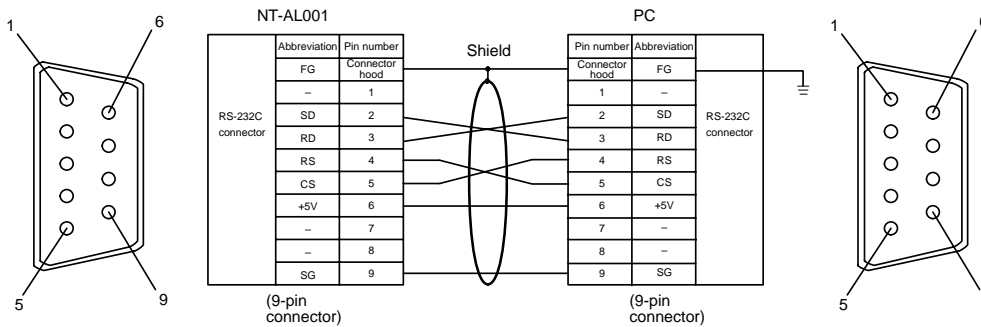 NT-AL001 PC
1 6 1 6
Abbreviation Pin number Shield Pin number Abbreviation
FG Connector hood Connector hood FG
– 1 1 –
SD 2 2 SD
RS-232C connector RS-232C connector
RD 3 3 RD
RS 4 4 RS
CS 5 5 CS
+5V 6 6 +5V
– 7 7 –
– 8 8 –
SG 9 9 SG
5 9 5
(9-pin (9-pin
connector) connector)